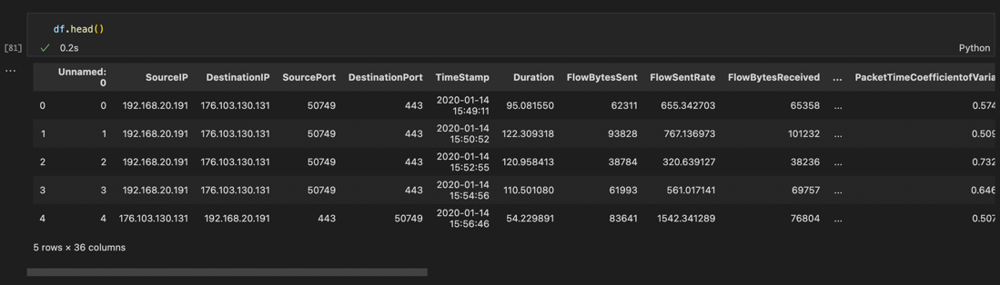 df.head()
[81] 0.2s Python
... Unnamed: 0 SourceIP DestinationIP SourcePort DestinationPort TimeStamp Duration FlowBytesSent FlowSentRate FlowBytesReceived ... PacketTimeCoefficientofVaria
0 0 192.168.20.191 176.103.130.131 50749 443 2020-01-14 15:49:11 95.081550 62311 655.342703 65358 ... 0.574
1 1 192.168.20.191 176.103.130.131 50749 443 2020-01-14 15:50:52 122.309318 93828 767.136973 101232 ... 0.509
2 2 192.168.20.191 176.103.130.131 50749 443 2020-01-14 15:52:55 120.958413 38784 320.639127 38236 ... 0.732
3 3 192.168.20.191 176.103.130.131 50749 443 2020-01-14 15:54:56 110.501080 61993 561.017141 69757 ... 0.646
4 4 176.103.130.131 192.168.20.191 443 50749 2020-01-14 15:56:46 54.229891 83641 1542.341289 76804 ... 0.507
5 rows × 36 columns